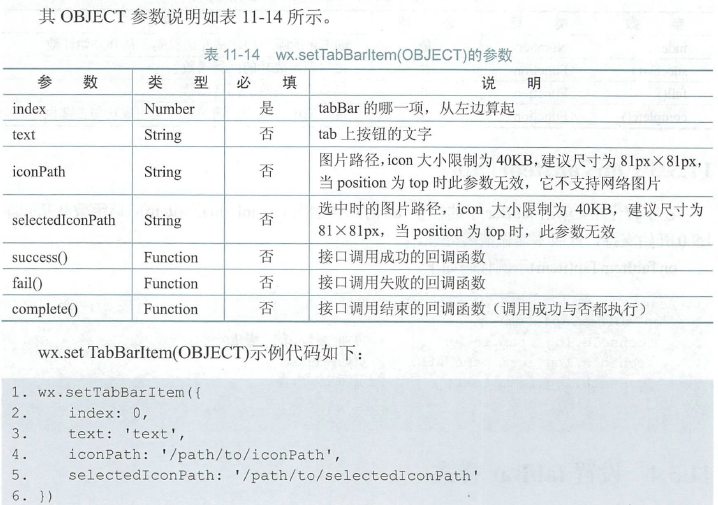 其 OBJECT 参数说明如表 11-14 所示。
表 11-14 wx.setTabBarItem(OBJECT)的参数
参 数 类 型 必 填 说 明
index Number 是 tabBar 的哪一项，从左边算起
text String 否 tab 上按钮的文字
iconPath String 否 图片路径，icon 大小限制为 40KB，建议尺寸为 81px×81px，
当 position 为 top 时此参数无效，它不支持网络图片
selectedIconPath String 否 选中时的图片路径，icon 大小限制为 40KB，建议尺寸为
81×81px，当 position 为 top 时，此参数无效
success() Function 否 接口调用成功的回调函数
fail() Function 否 接口调用失败的回调函数
complete() Function 否 接口调用结束的回调函数（调用成功与否都执行）
wx.set TabBarItem(OBJECT)示例代码如下：
1. wx.setTabBarItem({
2. index: 0,
3. text: 'text',
4. iconPath: '/path/to/iconPath',
5. selectedIconPath: '/path/to/selectedIconPath'
6. })